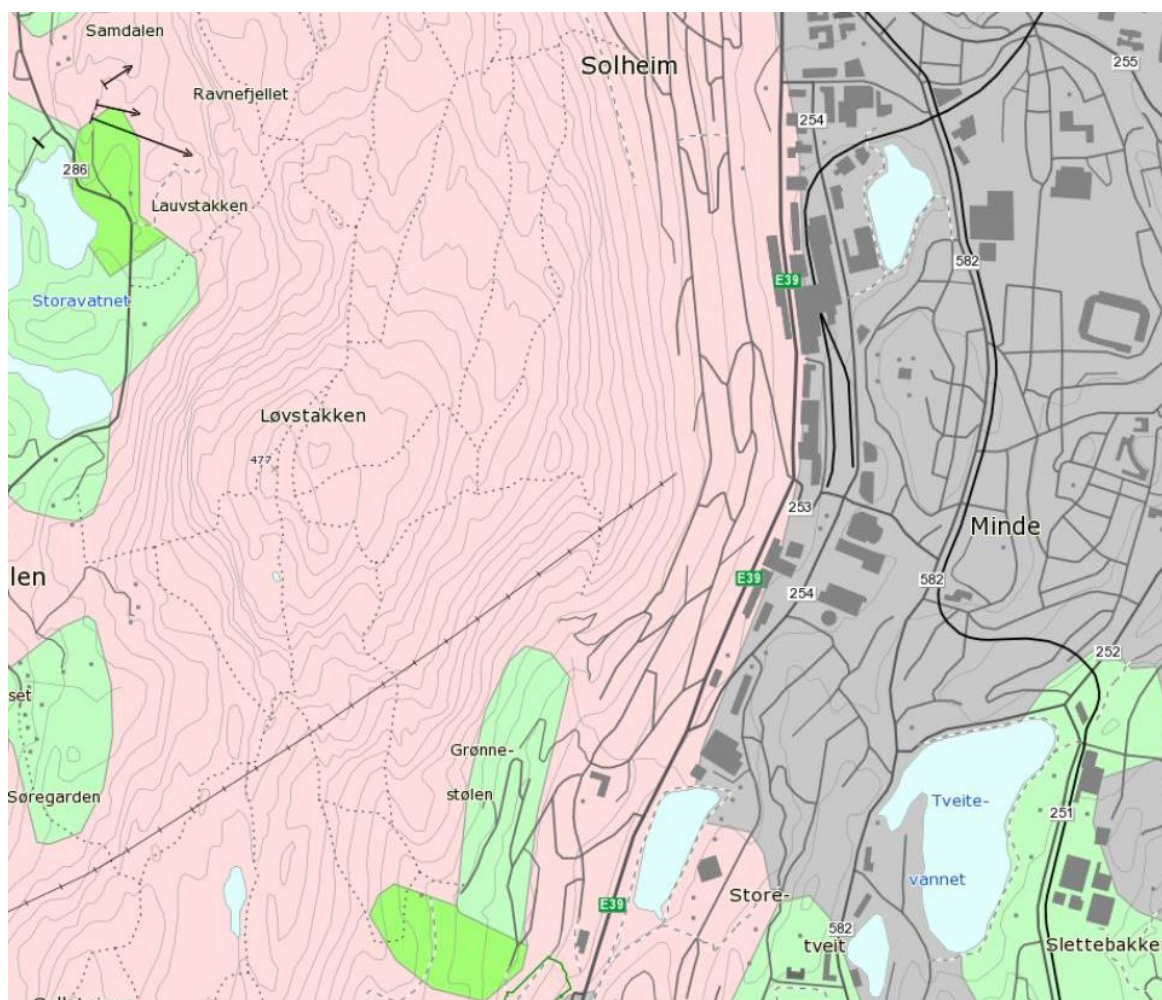 Samdalen
Solheim
255
Ravnefjellet
254
286
Lauvstakken
582
E39
Storavatnet
Løvstakken
477
253
Minde
len
E39
582
254
252
set
Grønne-
stølen
Søregarden
Tveite-
251
vannet
Store-
E39
582
tveit
Slettebakke